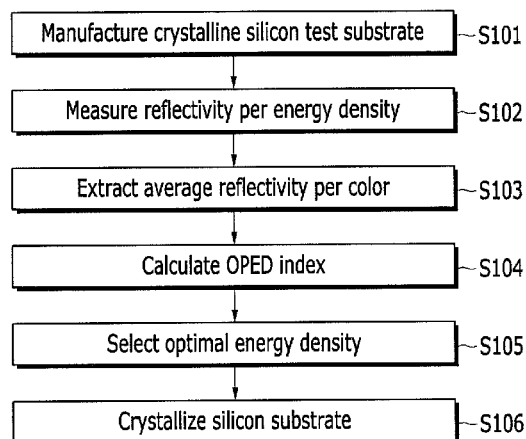 Manufacture crystalline silicon test substrate S101
Measure reflectivity per energy density S102
Extract average reflectivity per color S103
Calculate OPED index S104
Select optimal energy density S105
Crystallize silicon substrate S106